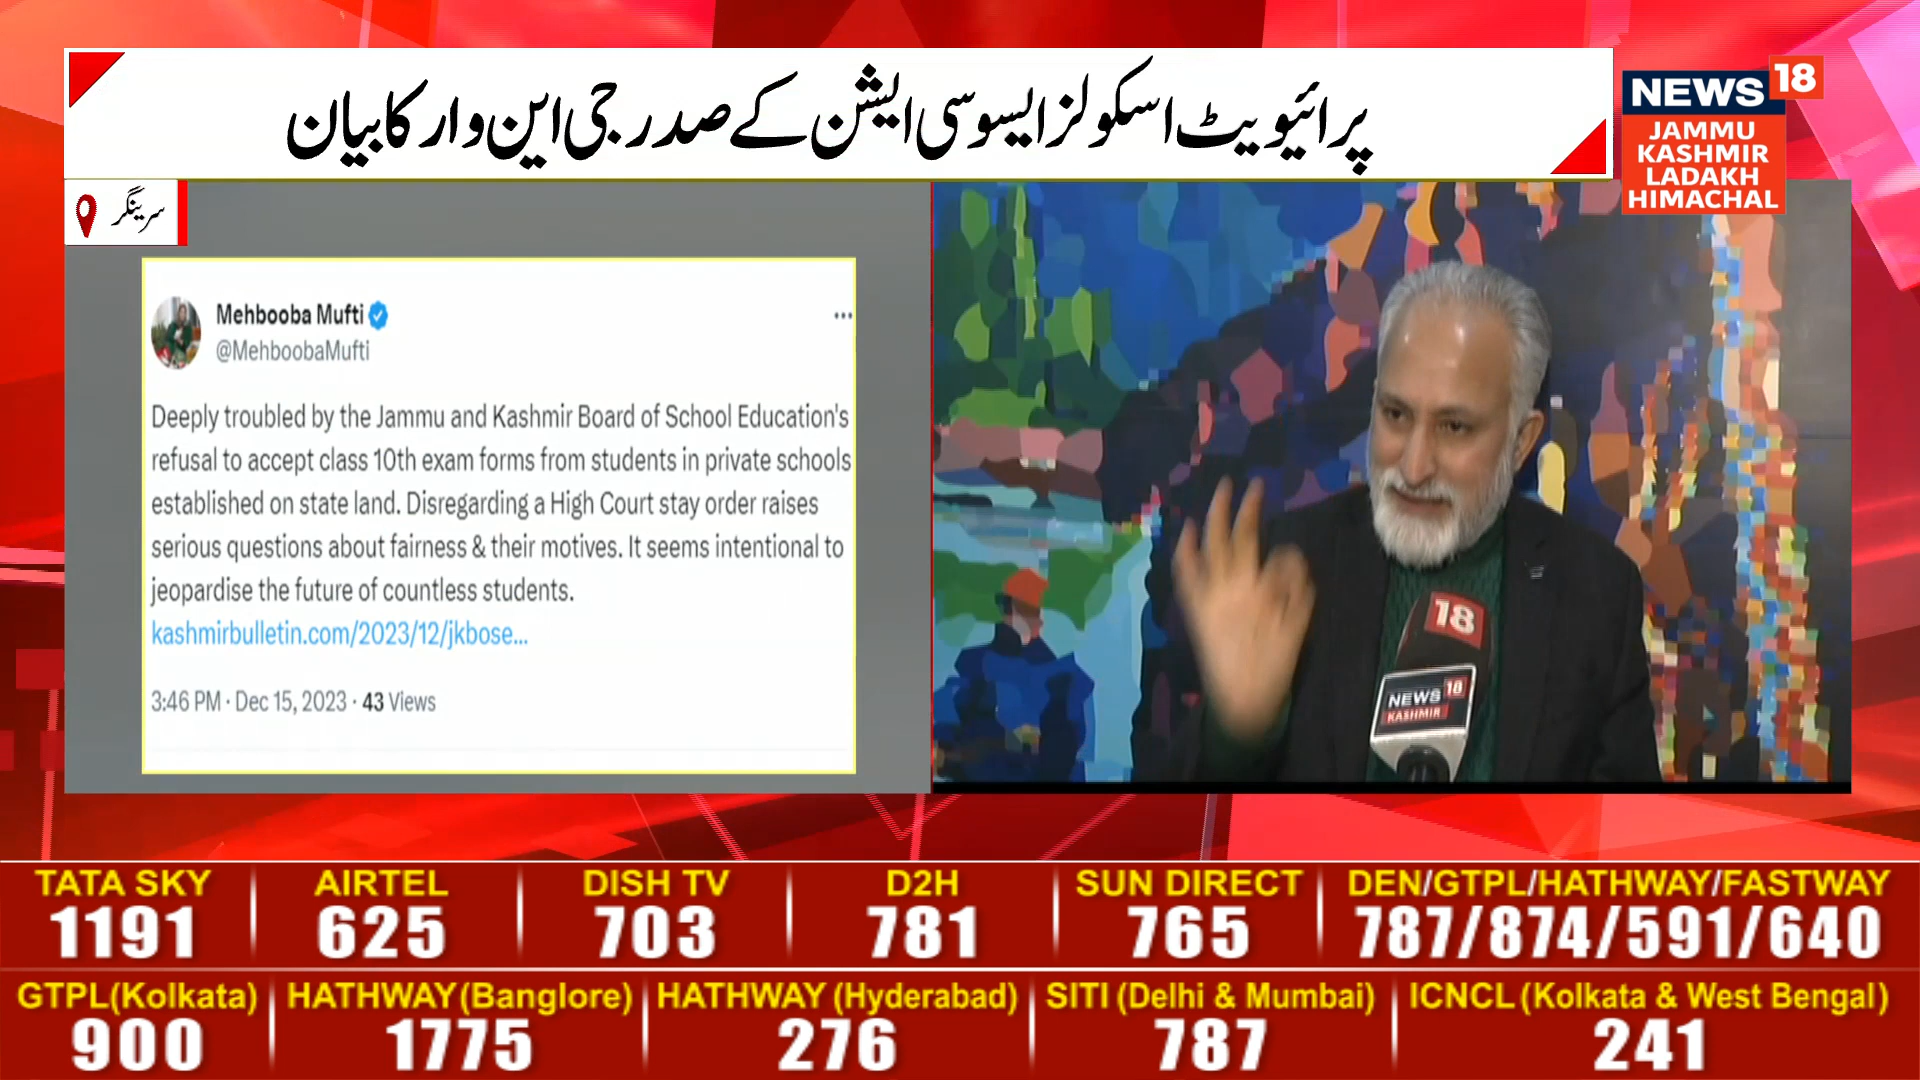 پرائیویٹ اسکولز ایسوسی ایشن کے صدر جی این وار کا بیان
NEWS 18
JAMMU
KASHMIR
LADAKH
HIMACHAL
سرینگر
Mehbooba Mufti
@MehboobaMufti
Deeply troubled by the Jammu and Kashmir Board of School Education's
refusal to accept class 10th exam forms from students in private schools
established on state land. Disregarding a High Court stay order raises
serious questions about fairness & their motives. It seems intentional to
jeopardise the future of countless students.
kashmirbulletin.com/2023/12/jkbose...
3:46 PM · Dec 15, 2023 · 43 Views
18
NEWS 18
KASHMIR
TATA SKY
1191
AIRTEL
625
DISH TV
703
D2H
781
SUN DIRECT
765
DEN/GTPL/HATHWAY/FASTWAY
787/874/591/640
GTPL(Kolkata)
900
HATHWAY(Banglore)
1775
HATHWAY (Hyderabad)
276
SITI (Delhi & Mumbai)
787
ICNCL (Kolkata & West Bengal)
241